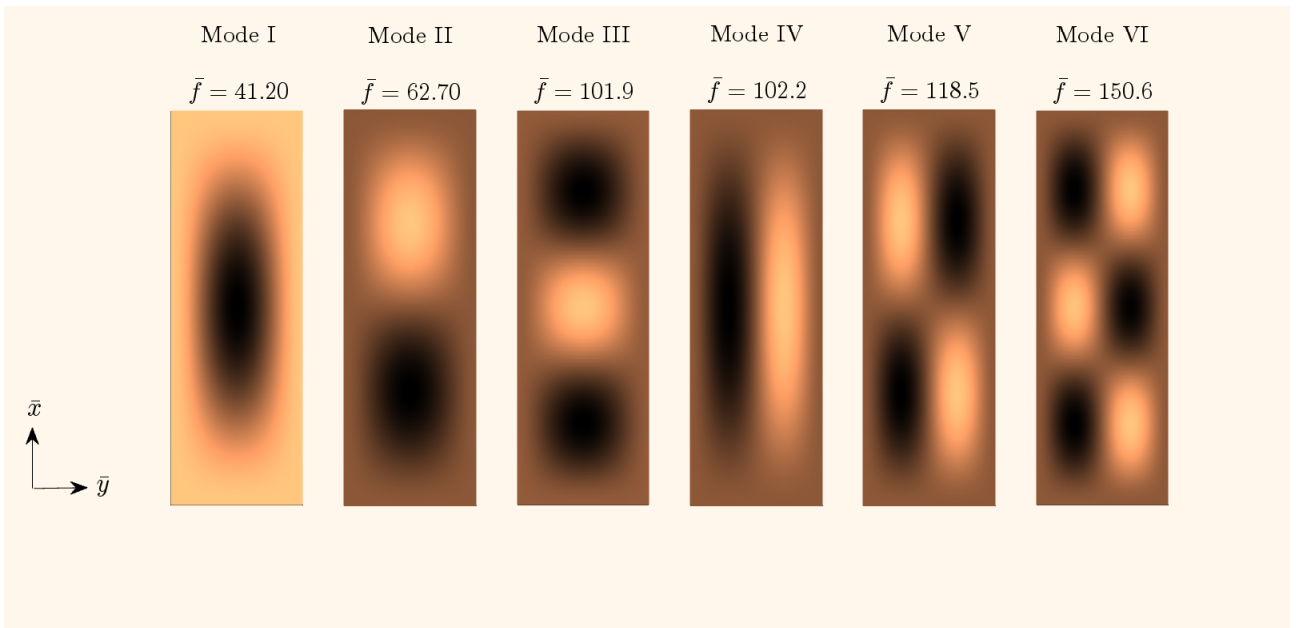 Mode I Mode II Mode III Mode IV Mode V Mode VI
f̄ = 41.20 f̄ = 62.70 f̄ = 101.9 f̄ = 102.2 f̄ = 118.5 f̄ = 150.6
x̄
ȳ